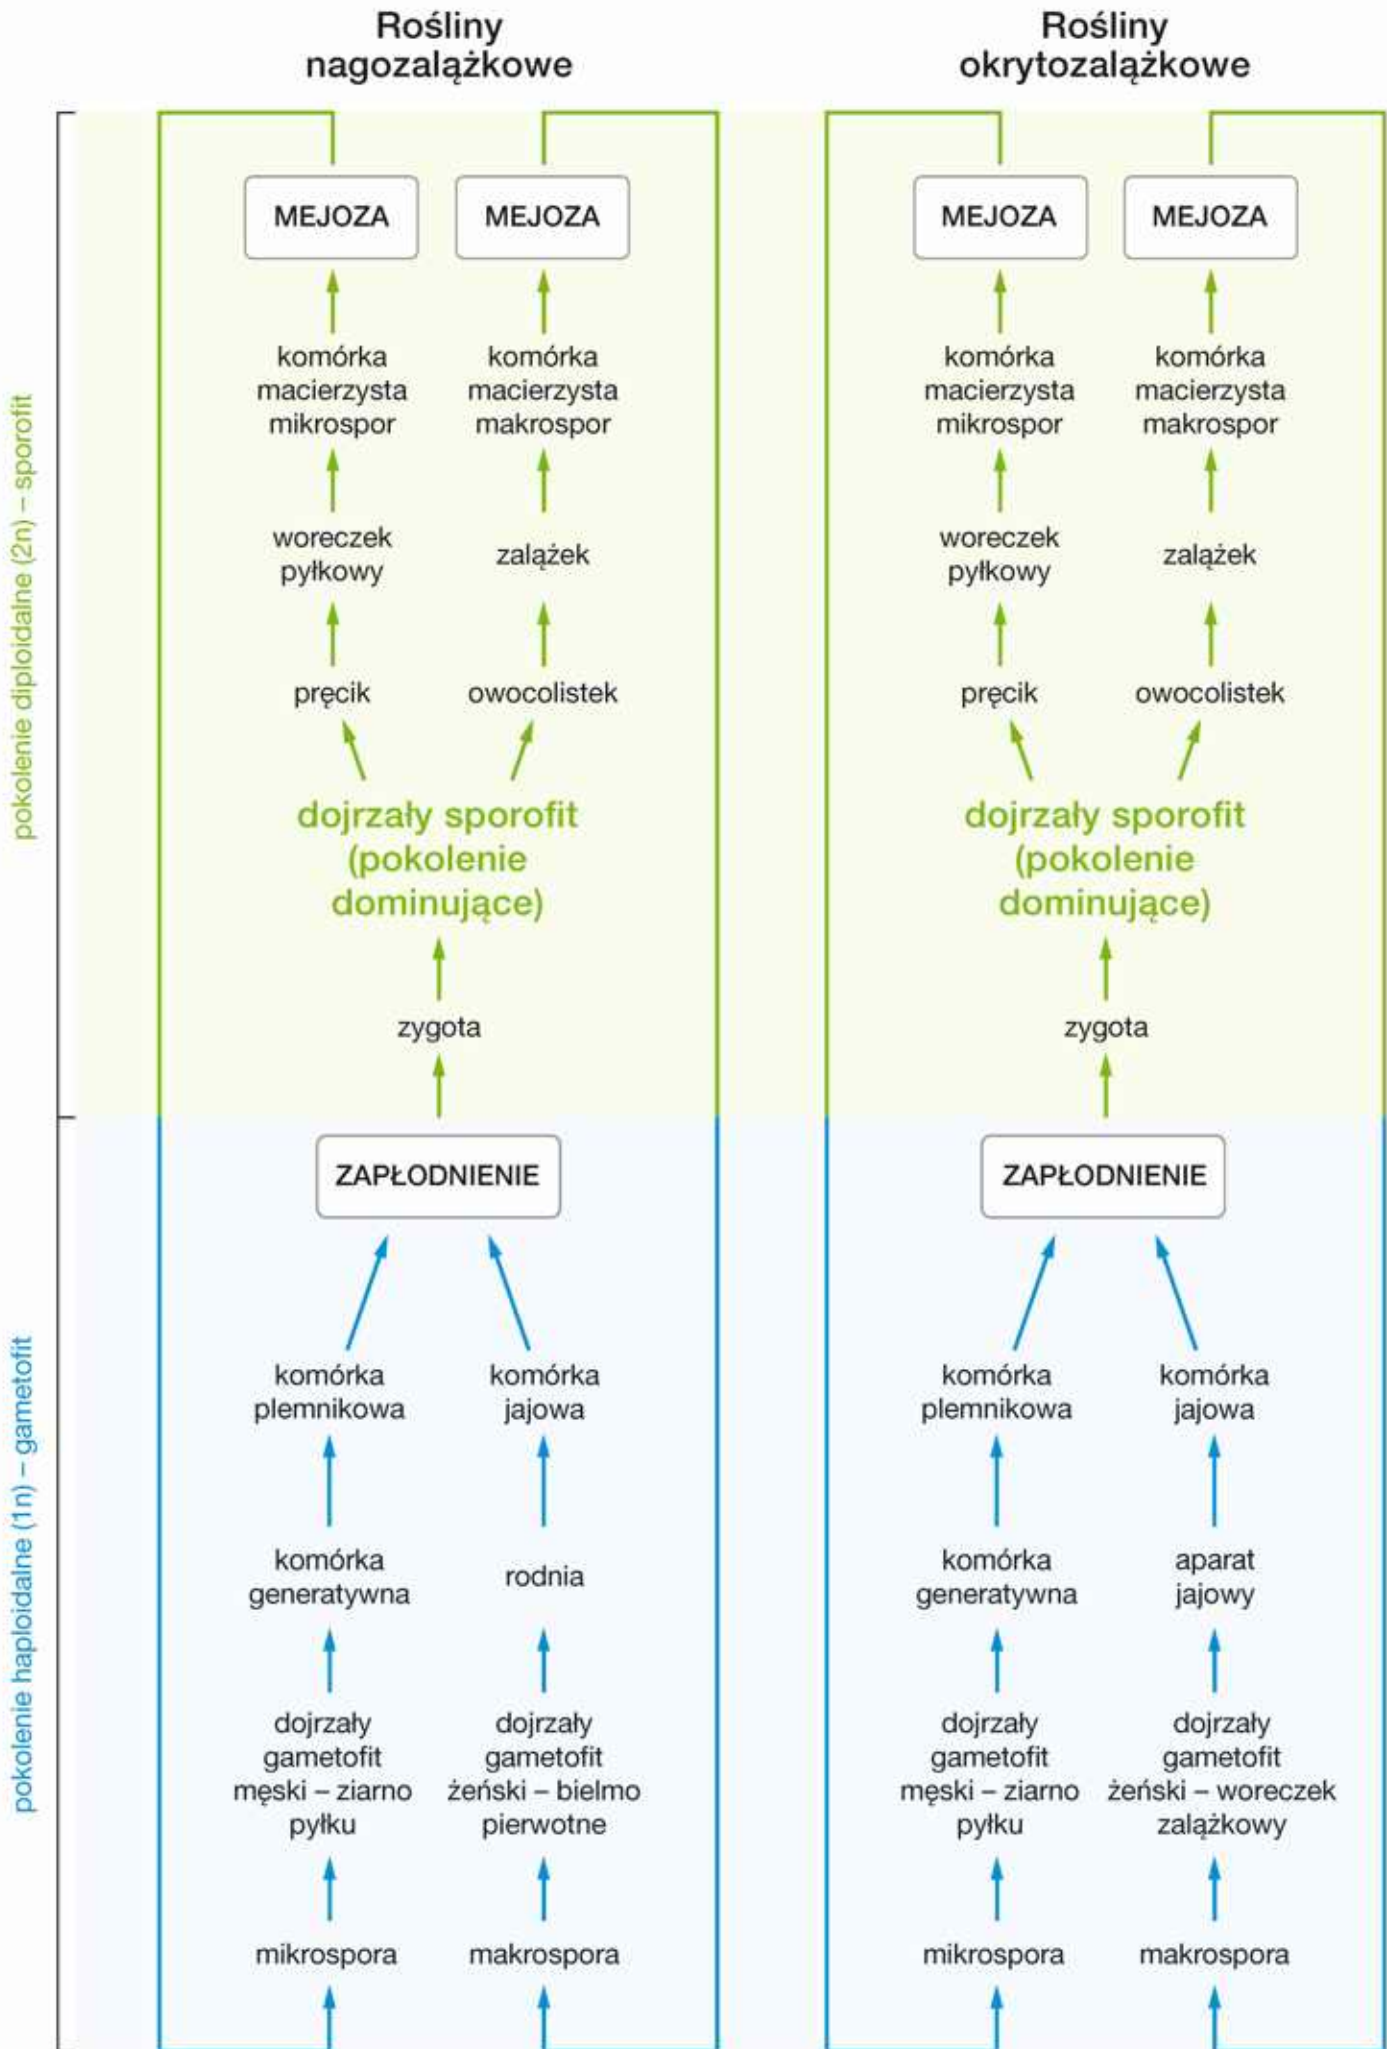 Rośliny
nagozalążkowe
MEJOZA
MEJOZA
komórka
macierzysta
mikrospor
komórka
macierzysta
makrospor
woreczek
pyłkowy
zalążek
pręcik
owocolistek
dojrzały sporofit
(pokolenie
dominujące)
zygota
ZAPŁODNIENIE
komórka
plemnikowa
komórka
jajowa
komórka
generatywna
rodnia
dojrzały
gametofit
męski – ziarno
pyłku
dojrzały
gametofit
żeński – bielmo
pierwotne
mikrospora
makrospora
Rośliny
okrytozalążkowe
MEJOZA
MEJOZA
komórka
macierzysta
mikrospor
komórka
macierzysta
makrospor
woreczek
pyłkowy
zalążek
pręcik
owocolistek
dojrzały sporofit
(pokolenie
dominujące)
zygota
ZAPŁODNIENIE
komórka
plemnikowa
komórka
jajowa
komórka
generatywna
aparat
jajowy
dojrzały
gametofit
męski – ziarno
pyłku
dojrzały
gametofit
żeński – woreczek
zalążkowy
mikrospora
makrospora
pokolenie diploidalne (2n) – sporofit
pokolenie haploidalne (1n) – gametofit